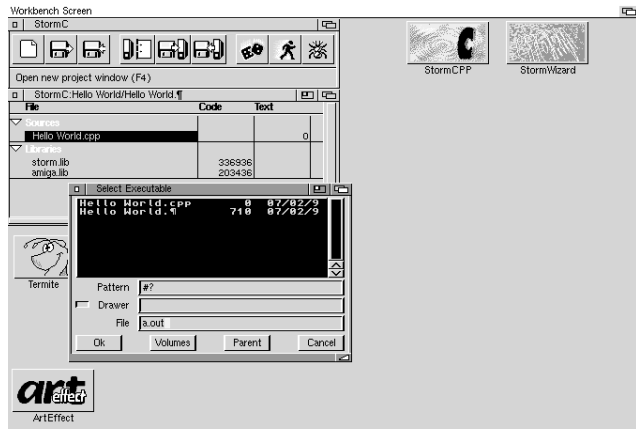 Workbench Screen
StormC
Open new project window (F4)
StormC:Hello World/Hello World.¶
File Code Text
Sources
Hello World.cpp 0
Libraries
storm.lib 336936
amiga.lib 203436
Select Executable
Hello World.cpp 0 07/02/9
Hello World.¶ 710 07/02/9
Pattern #?
Drawer
File a.out
Ok Volumes Parent Cancel
StormCPP
StormWizard
Termite
art effect
ArtEffect